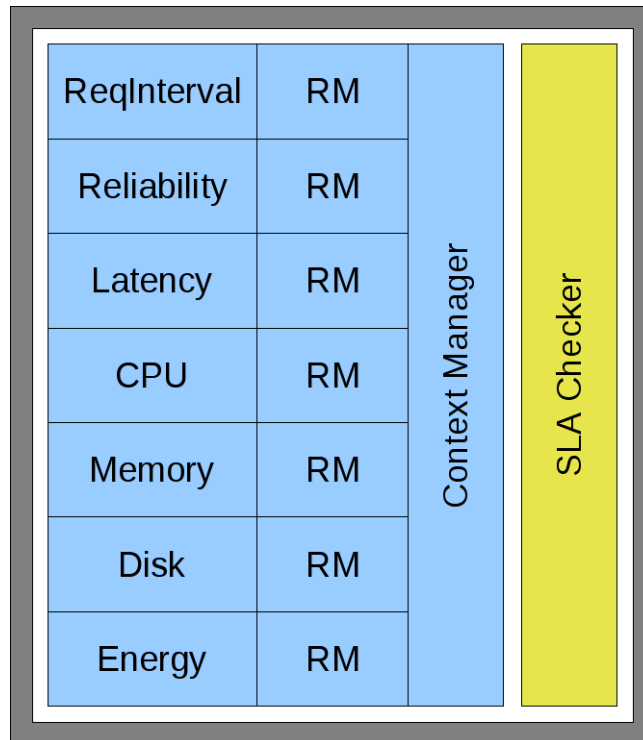 ReqInterval RM
Reliability RM
Latency RM
CPU RM
Memory RM
Disk RM
Energy RM
Context Manager
SLA Checker